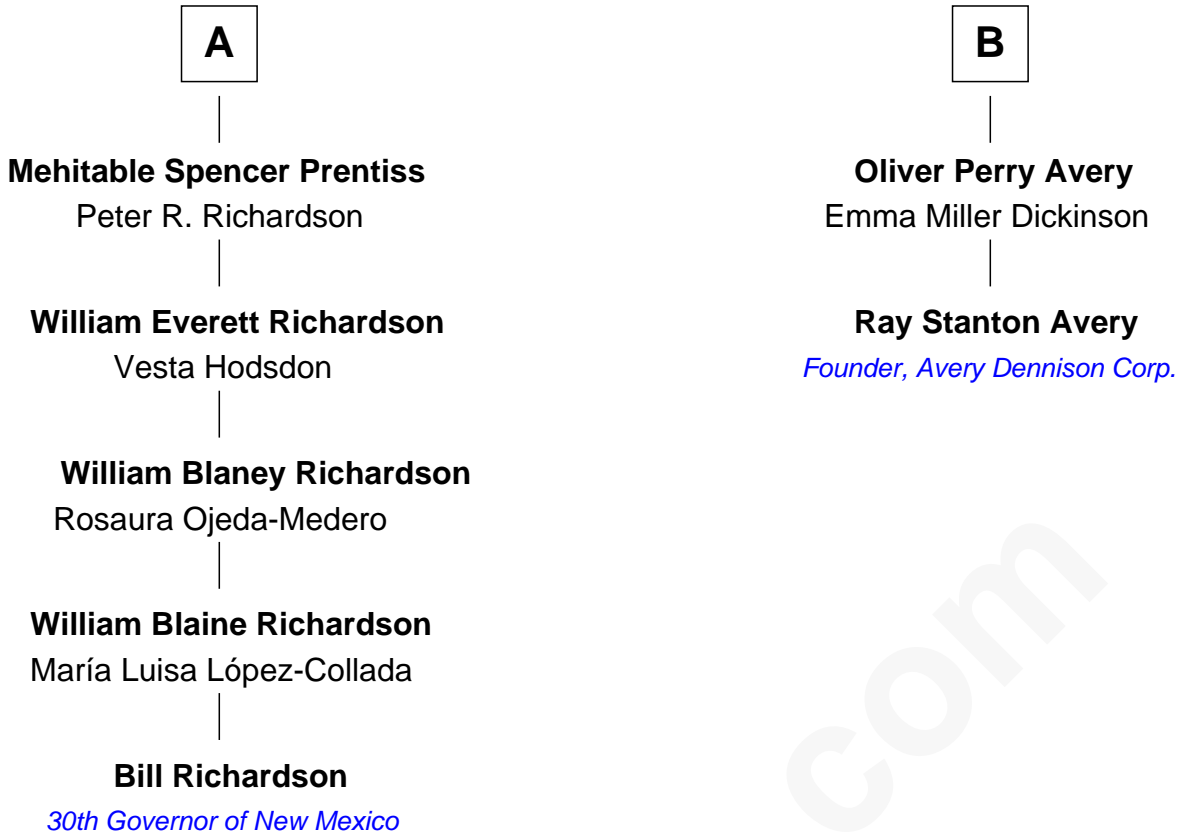 A
Mehitable Spencer Prentiss
Peter R. Richardson
William Everett Richardson
Vesta Hodsdon
William Blaney Richardson
Rosaura Ojeda-Medero
William Blaine Richardson
María Luisa López-Collada
Bill Richardson
30th Governor of New Mexico
B
Oliver Perry Avery
Emma Miller Dickinson
Ray Stanton Avery
Founder, Avery Dennison Corp.
com